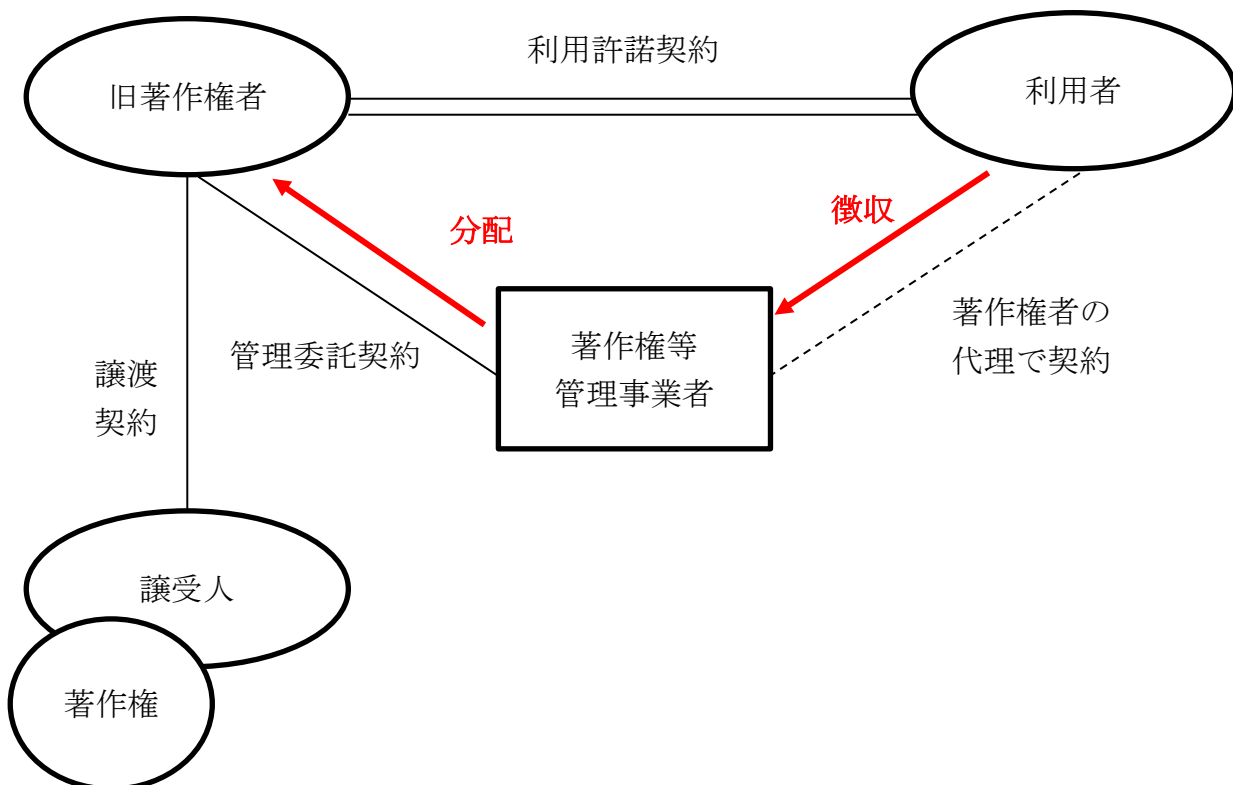 利用許諾契約
旧著作権者
利用者
分配
徴収
管理委託契約
著作権等
管理事業者
著作権者の
代理で契約
譲渡
契約
譲受人
著作権